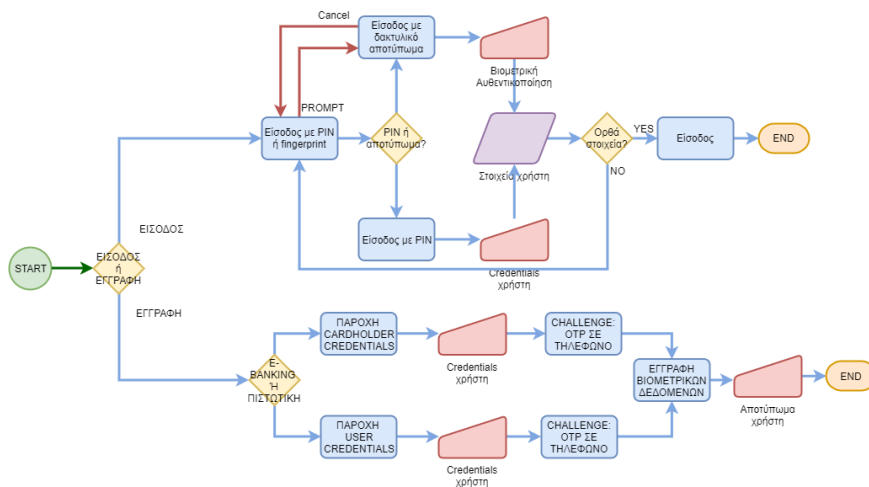 Cancel
Είσοδος με
δακτυλικό
αποτύπωμα
Βιομετρική
Αυθεντικοποίηση
PROMPT
Είσοδος με PIN
ή fingerprint
PIN ή
αποτύπωμα?
Στοιχεία χρήστη
Ορθά
στοιχεία?
YES
NO
Είσοδος
END
Είσοδος με PIN
Credentials
χρήστη
ΕΙΣΟΔΟΣ
START
ΕΙΣΟΔΟΣ
ή
ΕΓΓΡΑΦΗ
ΕΓΓΡΑΦΗ
E-
BANKING
Ή
ΠΙΣΤΩΤΙΚΗ
ΠΑΡΟΧΗ
CARDHOLDER
CREDENTIALS
Credentials
χρήστη
CHALLENGE:
OTP ΣΕ
ΤΗΛΕΦΩΝΟ
ΕΓΓΡΑΦΗ
ΒΙΟΜΕΤΡΙΚΩΝ
ΔΕΔΟΜΕΝΩΝ
Αποτύπωμα
χρήστη
END
ΠΑΡΟΧΗ
USER
CREDENTIALS
Credentials
χρήστη
CHALLENGE:
OTP ΣΕ
ΤΗΛΕΦΩΝΟ